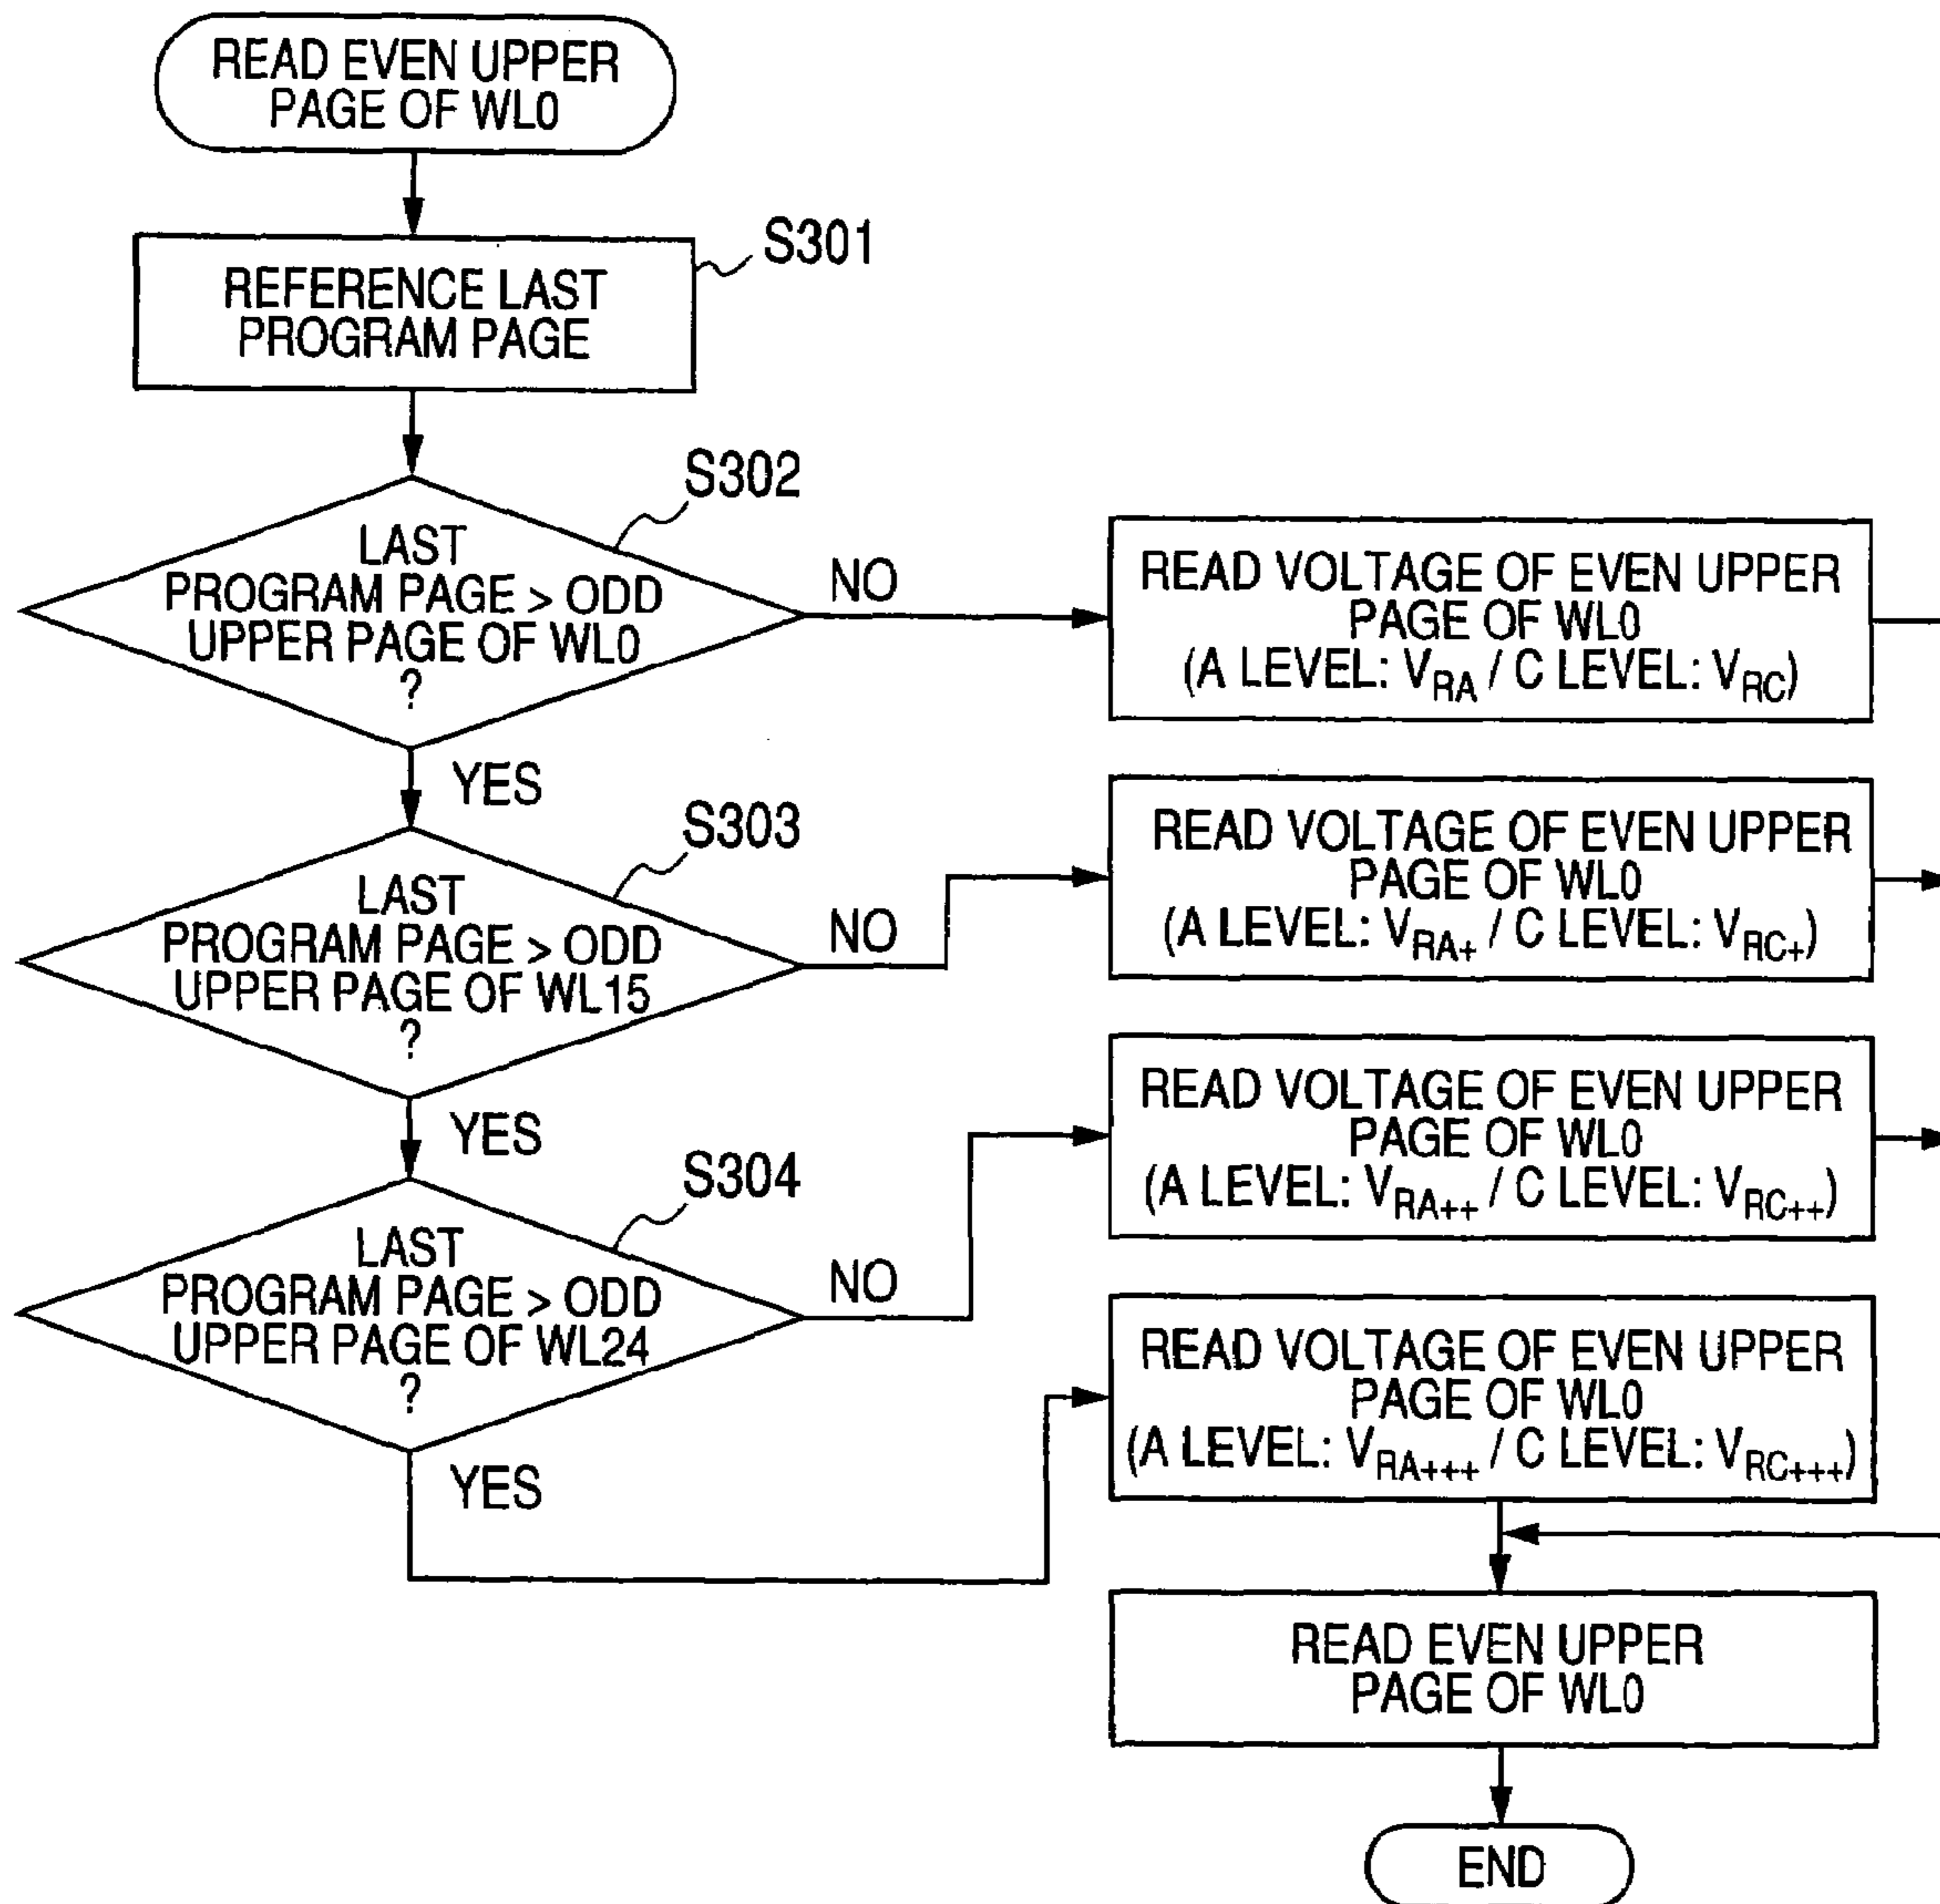 READ EVEN UPPER
PAGE OF WL0
S301
REFERENCE LAST
PROGRAM PAGE
S302
LAST
PROGRAM PAGE > ODD
UPPER PAGE OF WL0
?
NO
YES
READ VOLTAGE OF EVEN UPPER
PAGE OF WL0
(A LEVEL: VRA / C LEVEL: VRC)
S303
LAST
PROGRAM PAGE > ODD
UPPER PAGE OF WL15
?
NO
YES
READ VOLTAGE OF EVEN UPPER
PAGE OF WL0
(A LEVEL: VRA+ / C LEVEL: VRC+)
S304
LAST
PROGRAM PAGE > ODD
UPPER PAGE OF WL24
?
NO
YES
READ VOLTAGE OF EVEN UPPER
PAGE OF WL0
(A LEVEL: VRA++ / C LEVEL: VRC++)
READ VOLTAGE OF EVEN UPPER
PAGE OF WL0
(A LEVEL: VRA+++ / C LEVEL: VRC+++)
READ EVEN UPPER
PAGE OF WL0
END